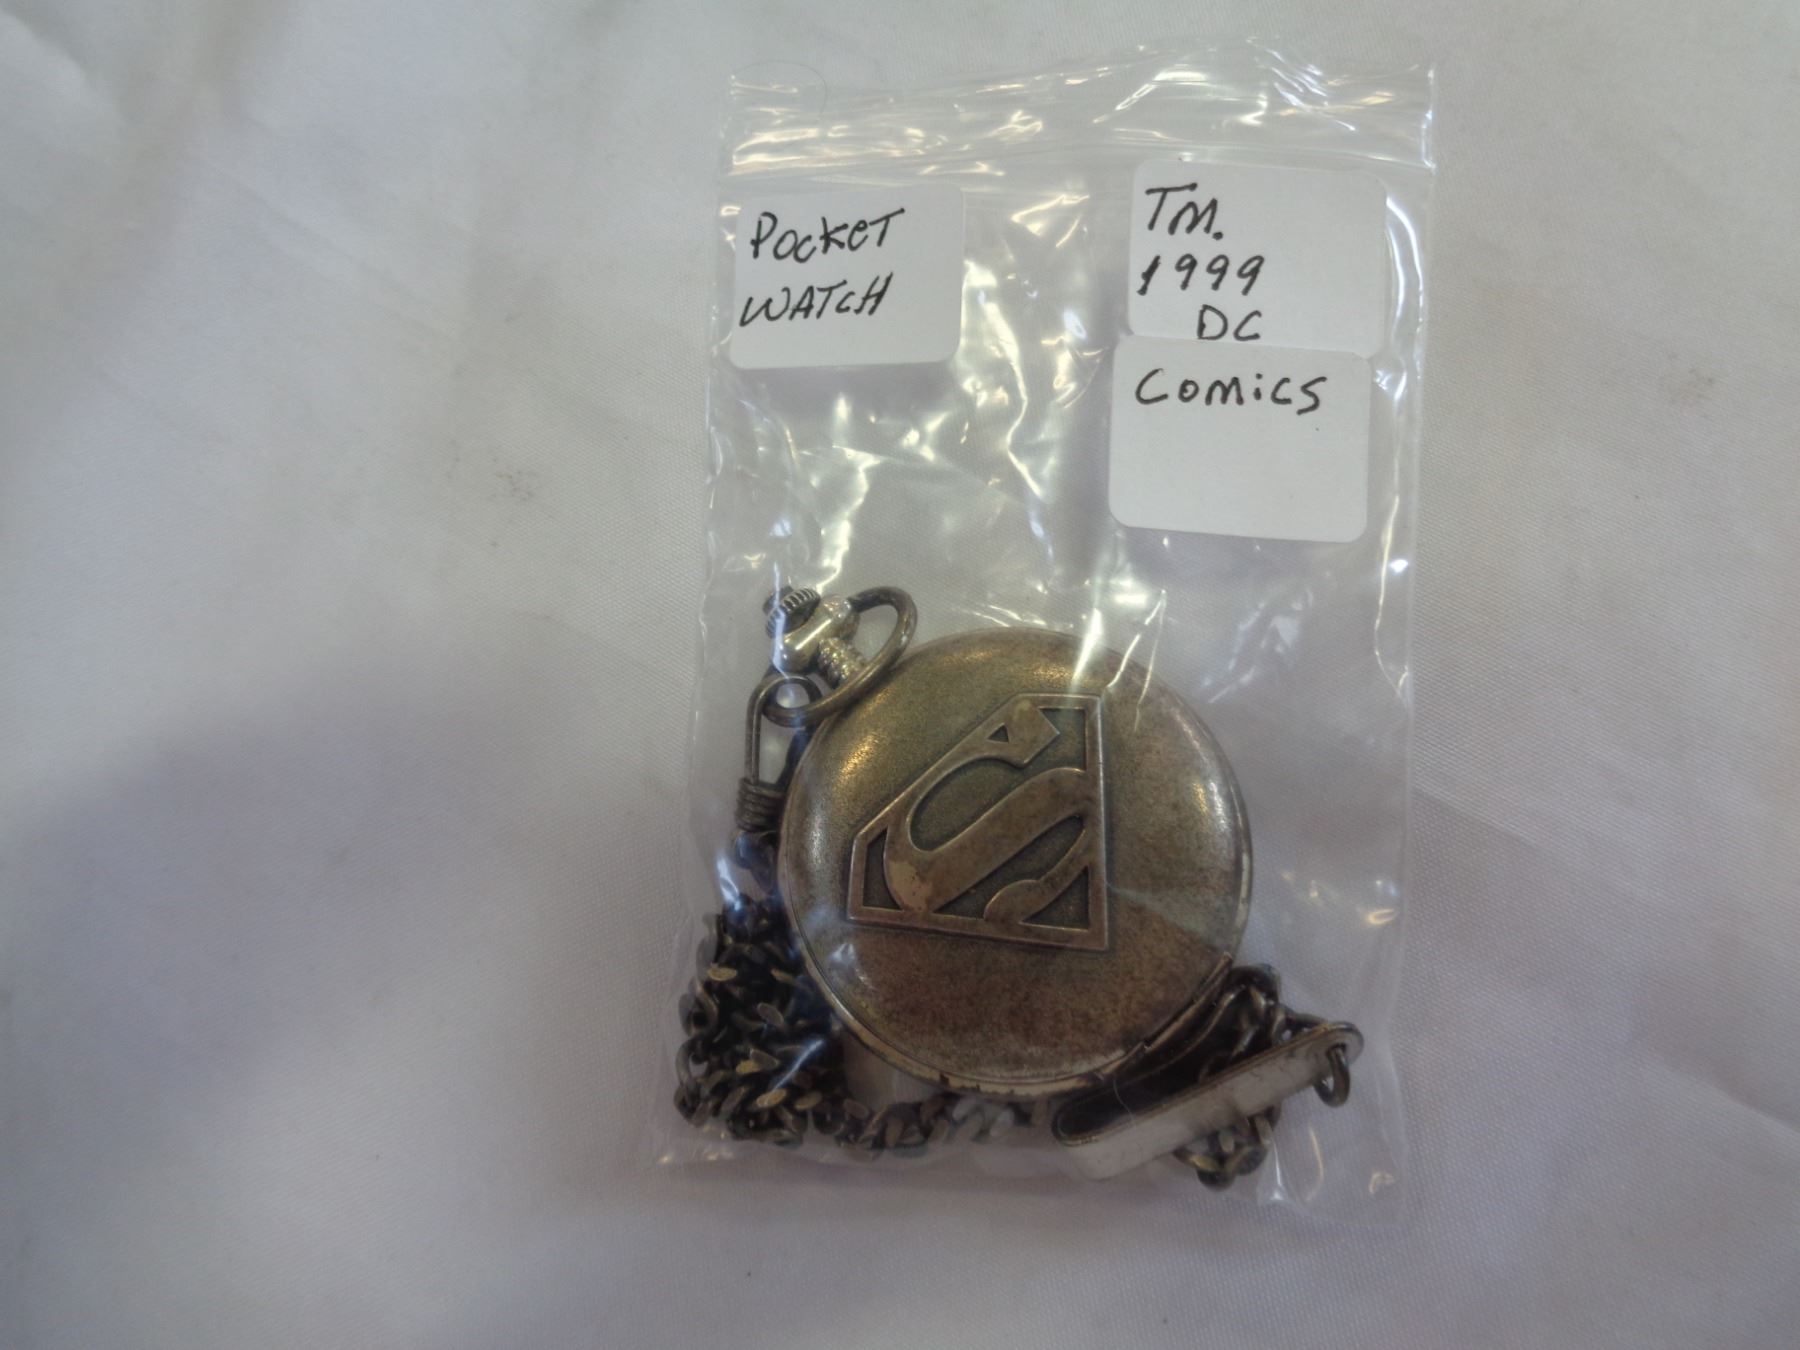 Pocket
WATCH
TM.
1999
DC
Comics
S